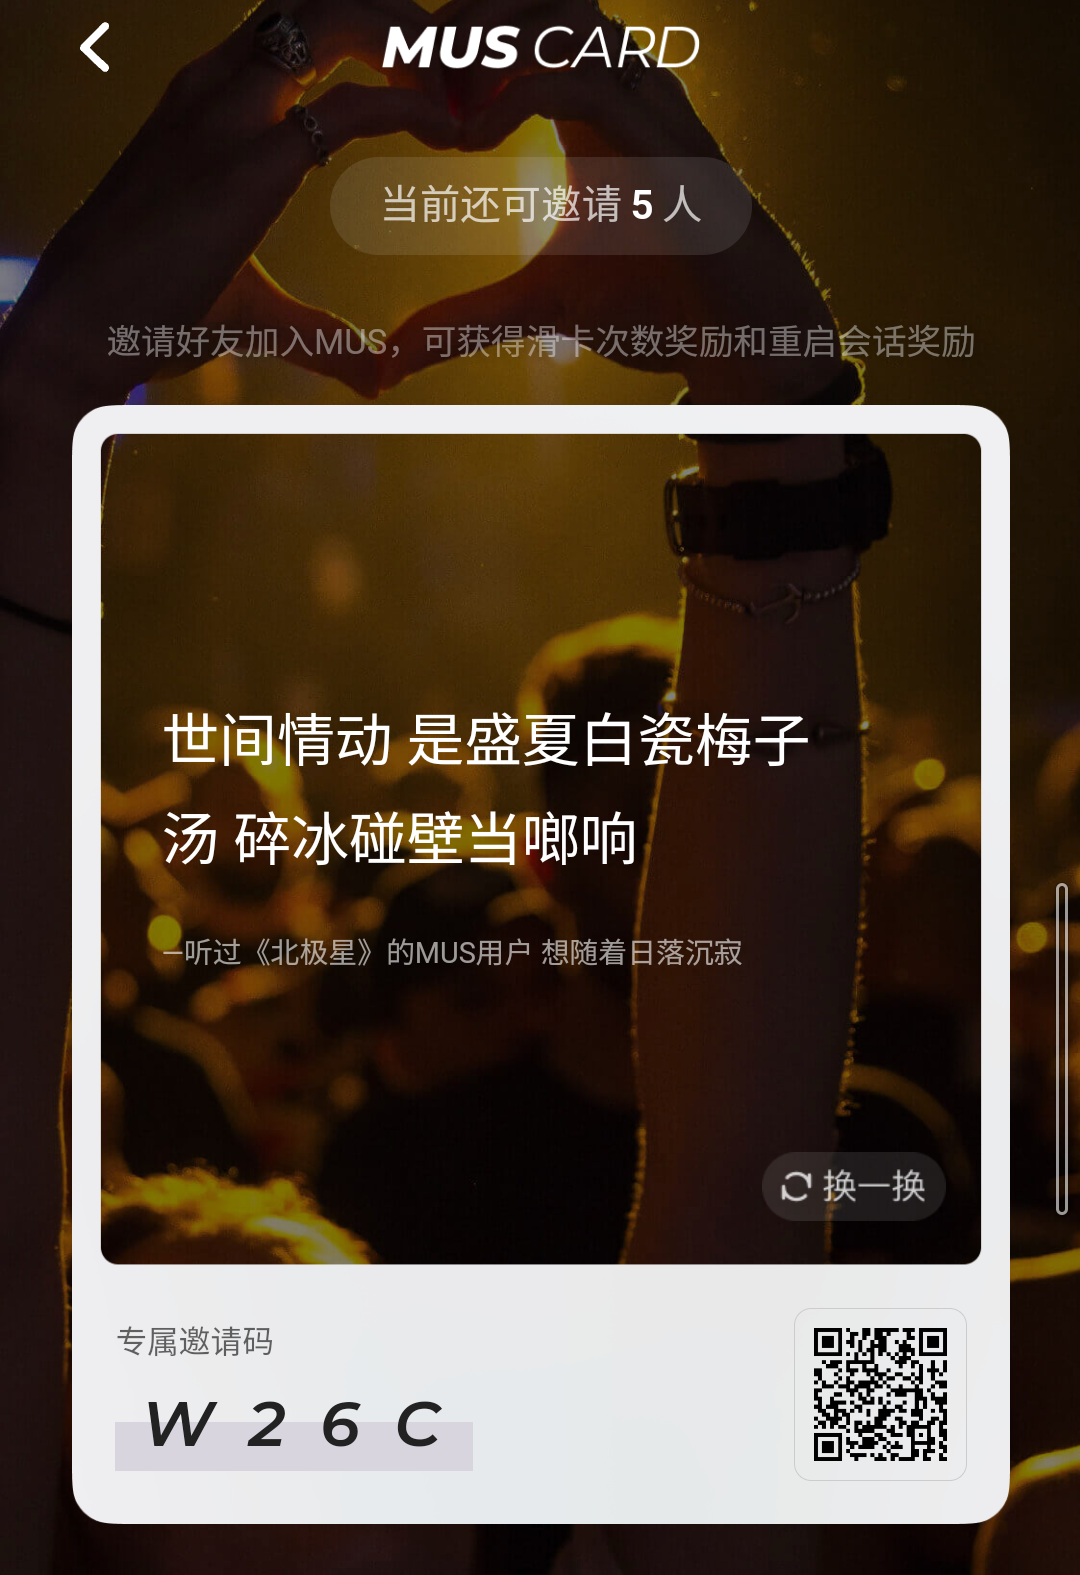 MUS CARD
当前还可邀请 5 人
邀请好友加入MUS，可获得滑卡次数奖励和重启会话奖励
世间情动 是盛夏白瓷梅子
汤 碎冰碰壁当啷响
—听过《北极星》的MUS用户 想随着日落沉寂
换一换
专属邀请码
W 2 6 C